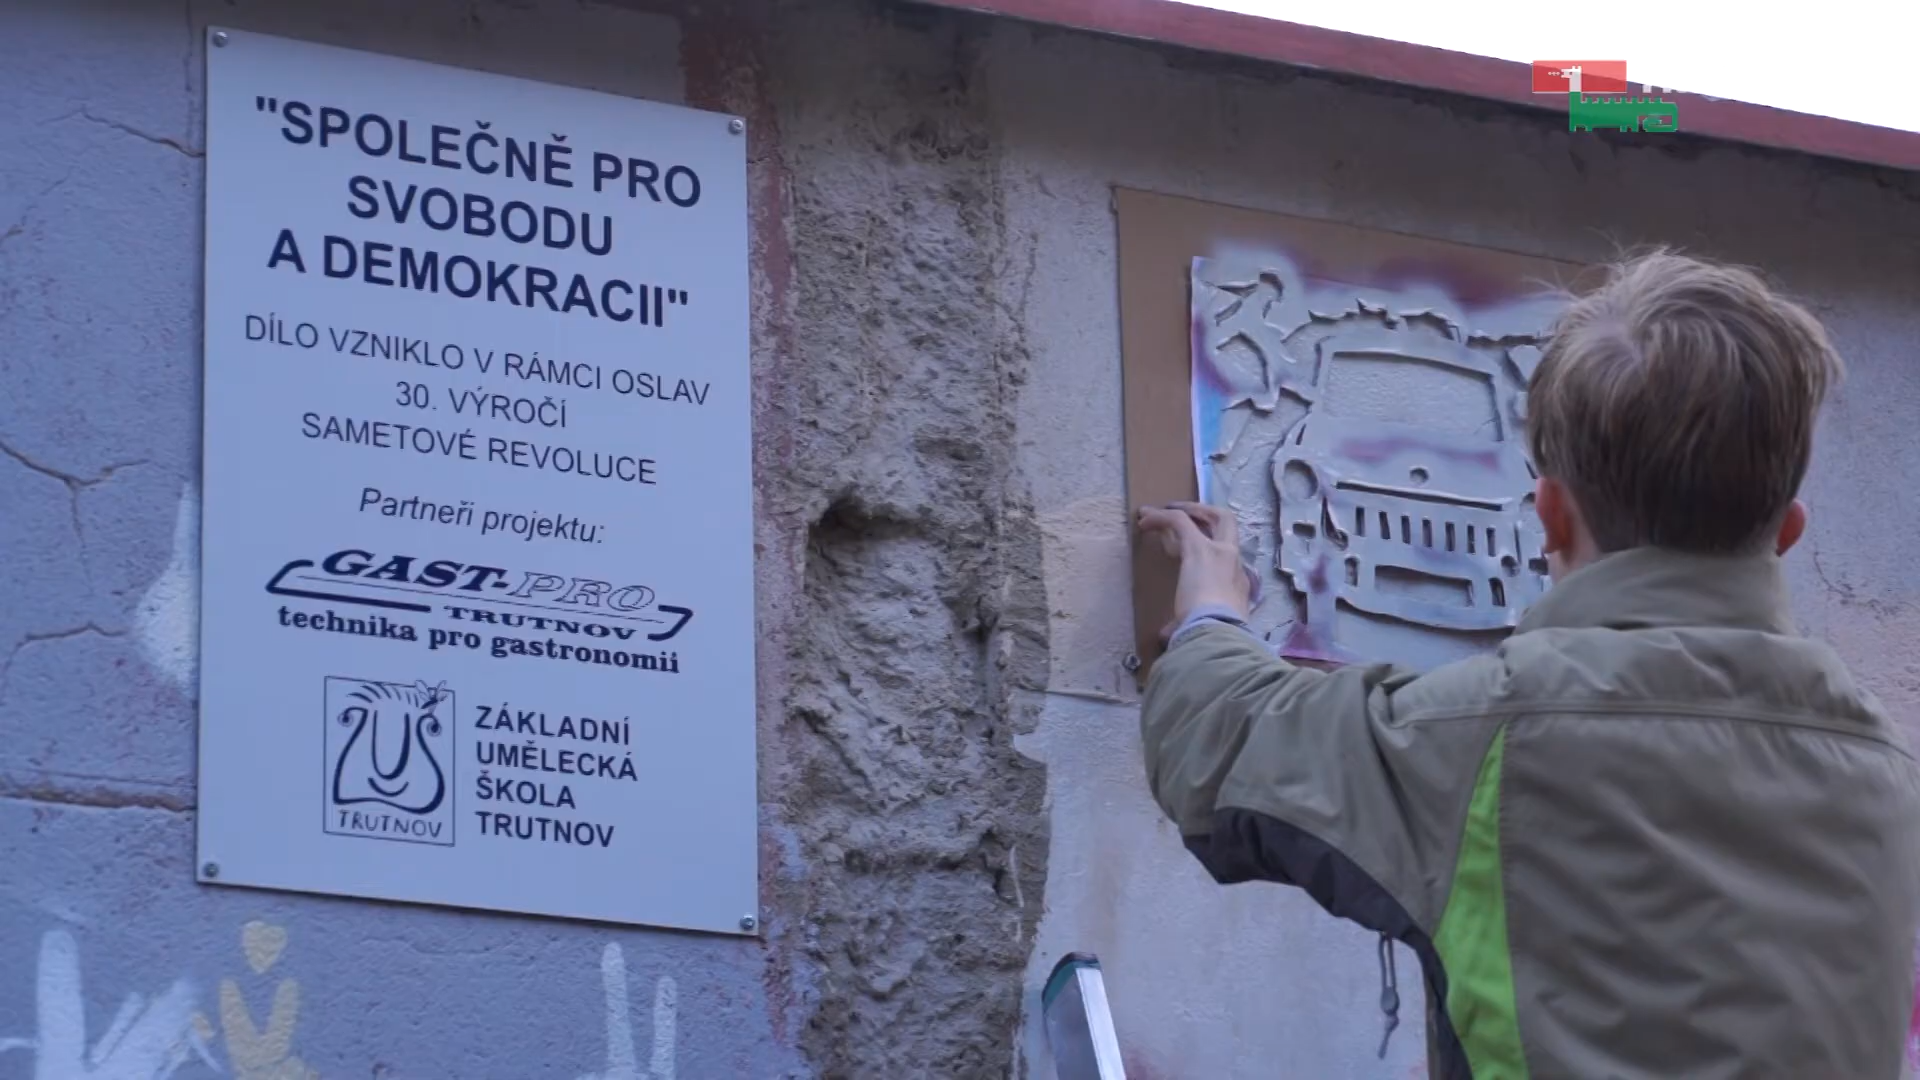 "SPOLEČNĚ PRO
SVOBODU
A DEMOKRACII"
DÍLO VZNIKLO V RÁMCI OSLAV
30. VÝROČÍ
SAMETOVÉ REVOLUCE
Partneři projektu:
GAST-PRO
TRUTNOV
technika pro gastronomii
ZUŠ
TRUTNOV
ZÁKLADNÍ
UMĚLECKÁ
ŠKOLA
TRUTNOV